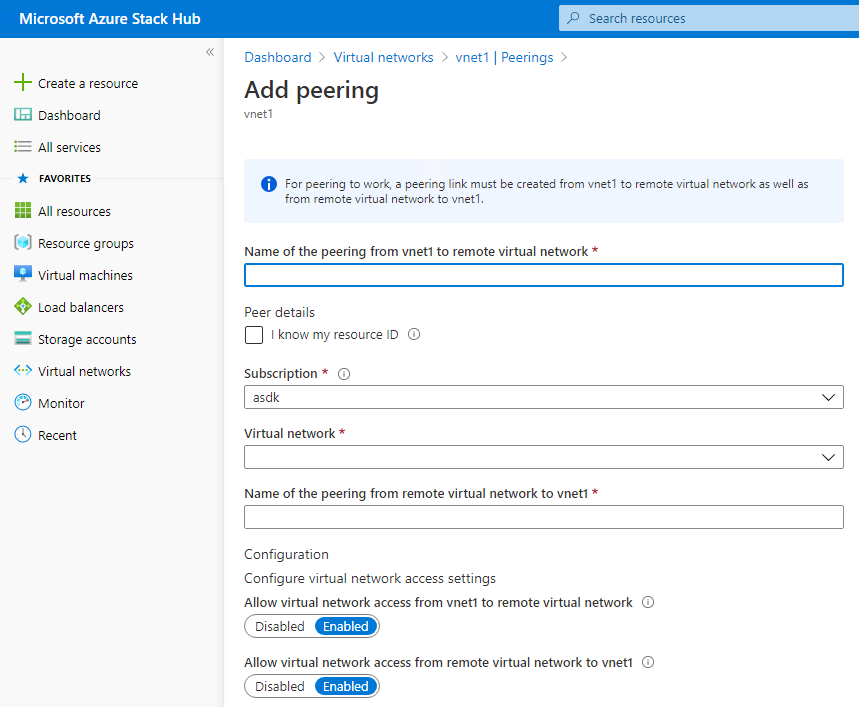 Microsoft Azure Stack Hub
Search resources
«
Create a resource
Dashboard
All services
FAVORITES
All resources
Resource groups
Virtual machines
Load balancers
Storage accounts
Virtual networks
Monitor
Recent
Dashboard > Virtual networks > vnet1 | Peerings >
Add peering
vnet1
For peering to work, a peering link must be created from vnet1 to remote virtual network as well as
from remote virtual network to vnet1.
Name of the peering from vnet1 to remote virtual network *
Peer details
I know my resource ID
Subscription *
asdk
Virtual network *
Name of the peering from remote virtual network to vnet1 *
Configuration
Configure virtual network access settings
Allow virtual network access from vnet1 to remote virtual network
Disabled Enabled
Allow virtual network access from remote virtual network to vnet1
Disabled Enabled